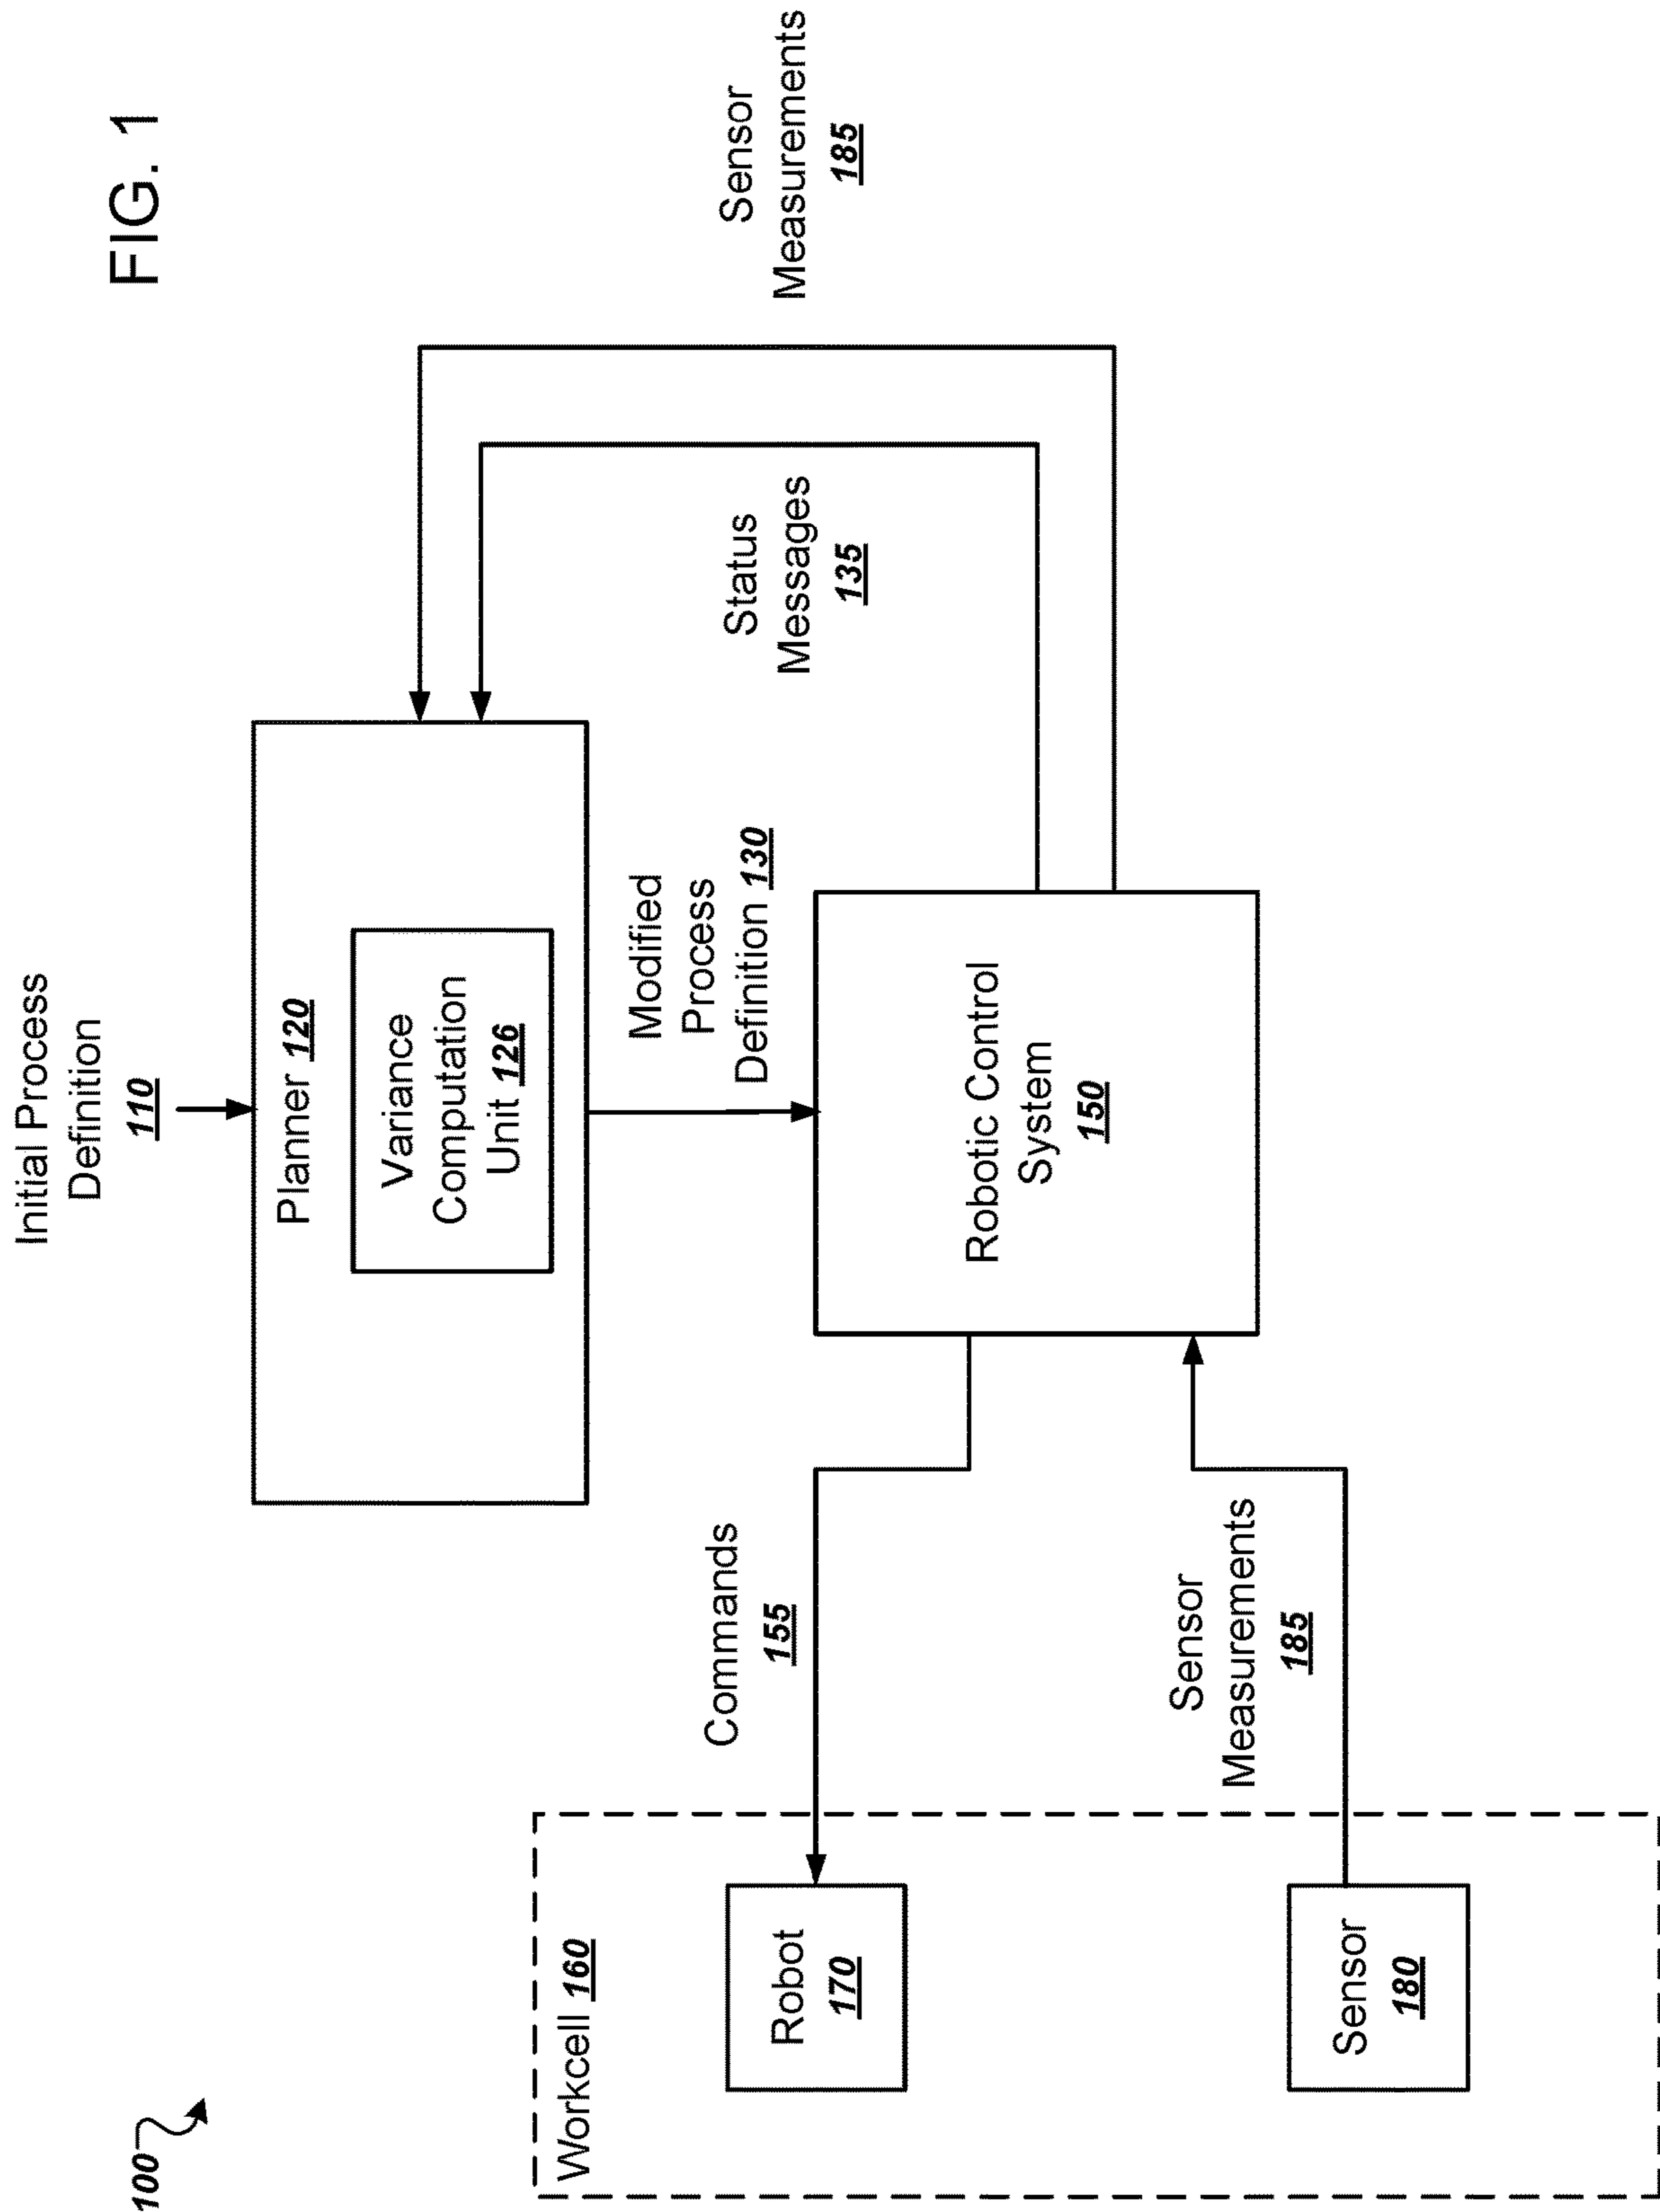 FIG. 1
100
Initial Process
Definition
110
Planner 120
Variance
Computation
Unit 126
Modified
Process
Definition 130
Status
Messages
135
Sensor
Measurements
185
Robotic Control
System
150
Commands
155
Sensor
Measurements
185
Workcell 160
Robot
170
Sensor
180